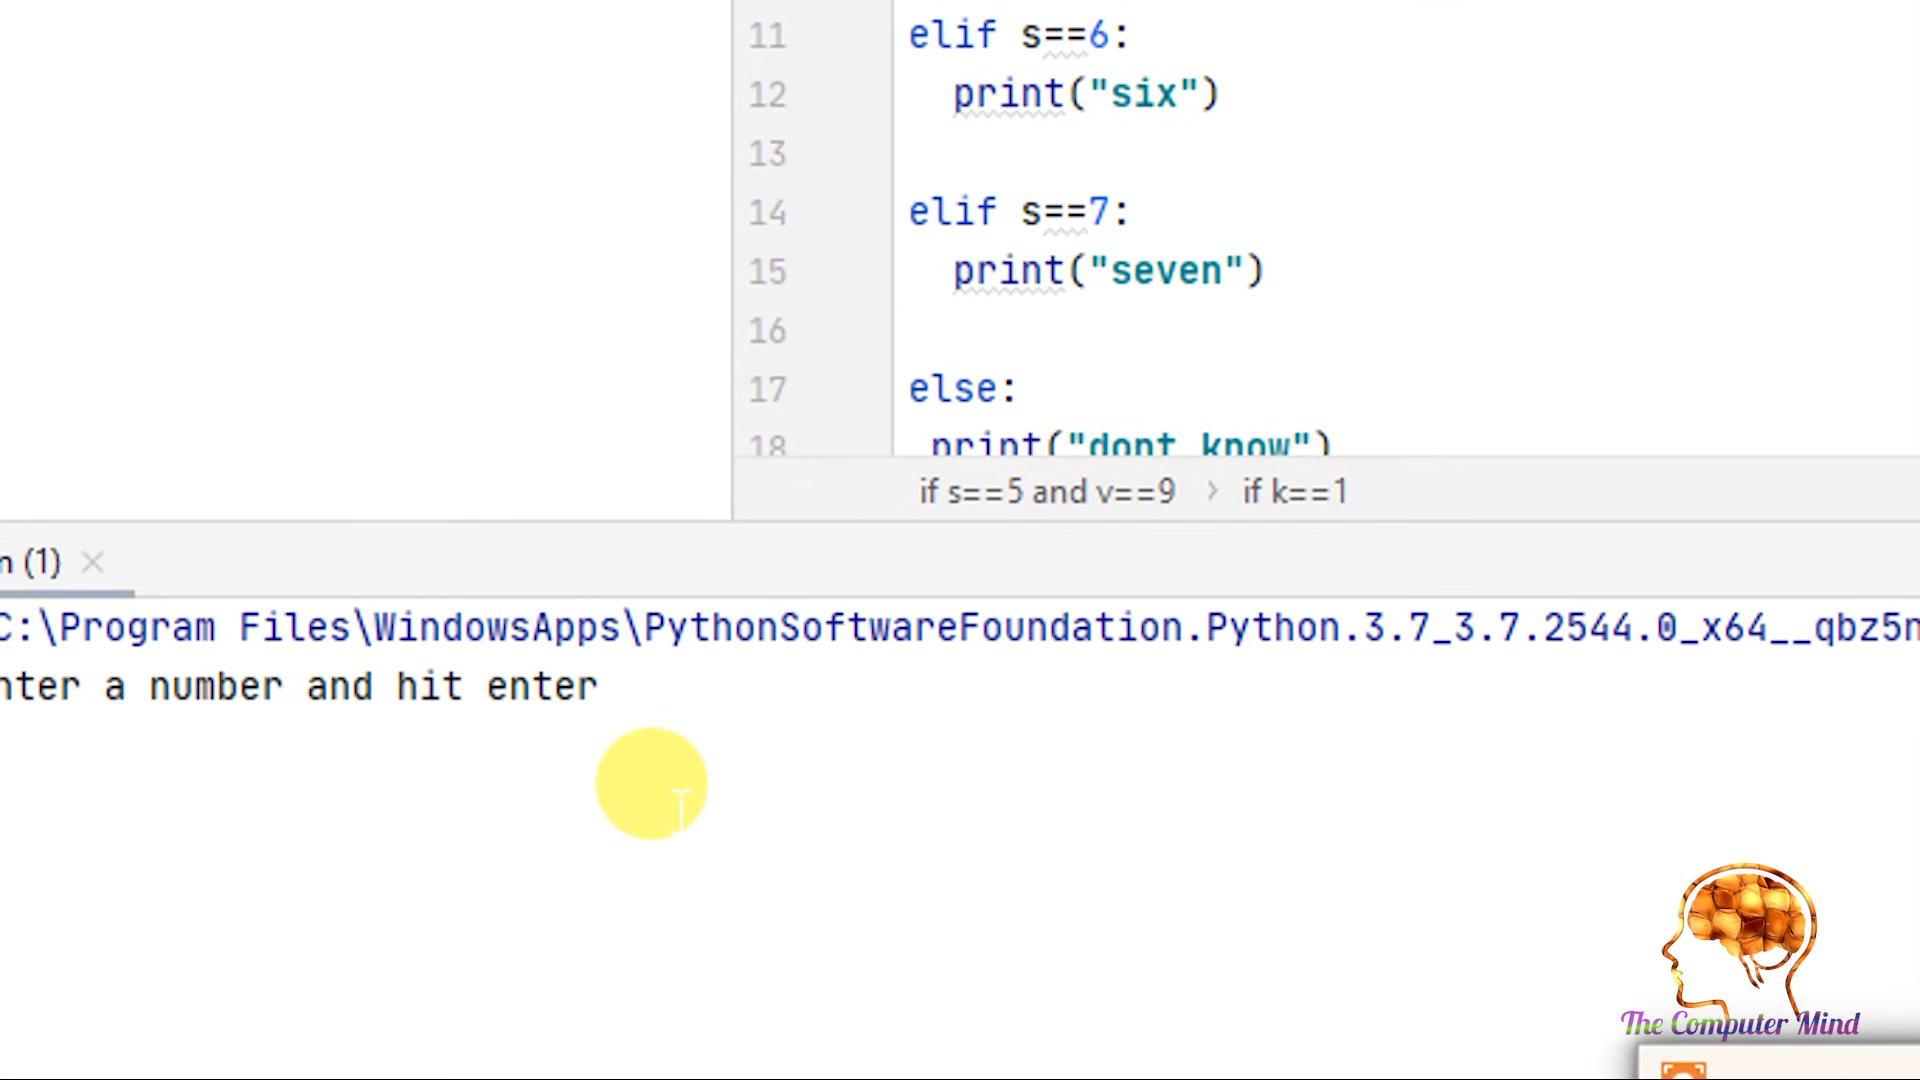 11 elif s==6:
12 print("six")
13
14 elif s==7:
15 print("seven")
16
17 else:
18 print("dont know")
if s==5 and v==9 > if k==1
n (1) ×
C:\Program Files\WindowsApps\PythonSoftwareFoundation.Python.3.7_3.7.2544.0_x64__qbz5n
nter a number and hit enter
The Computer Mind